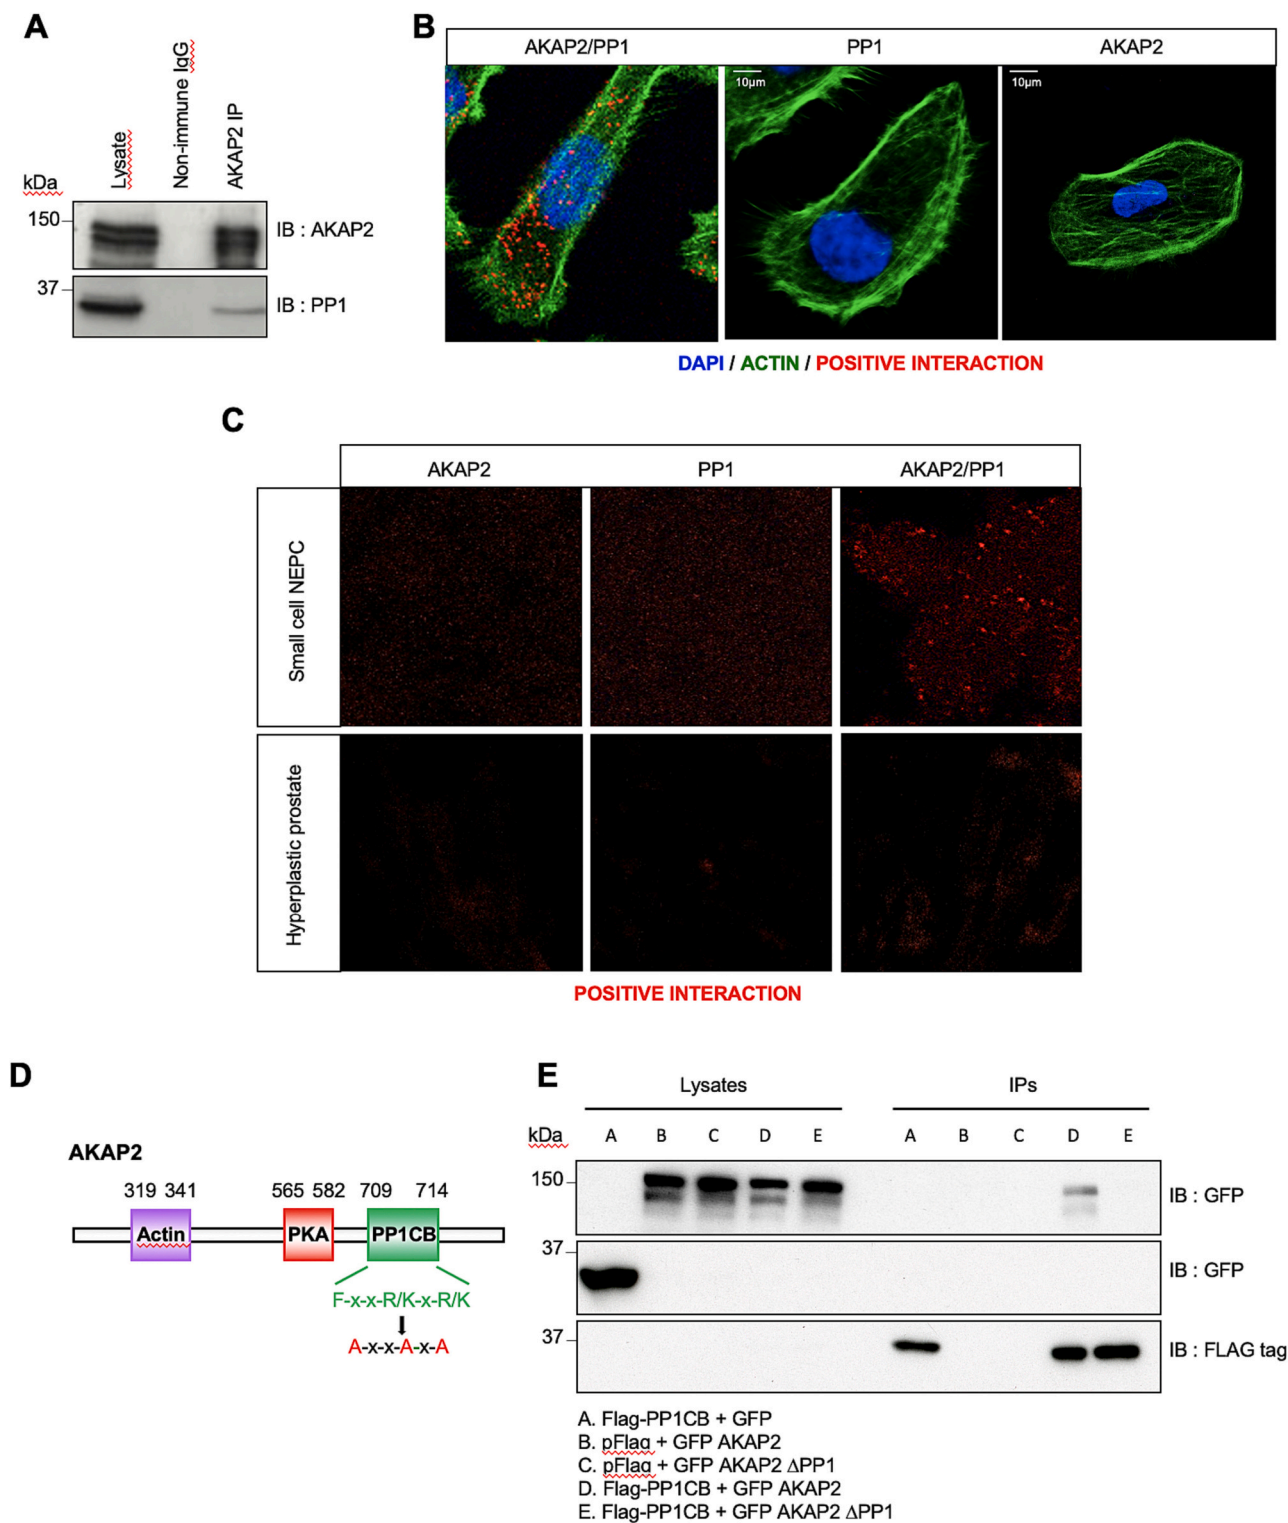 A
kDa
Lysate
Non-immune IgG
AKAP2 IP
150
IB : AKAP2
37
IB : PP1
B
AKAP2/PP1 PP1 AKAP2
10µm 10µm
DAPI / ACTIN / POSITIVE INTERACTION
C
AKAP2 PP1 AKAP2/PP1
Small cell NEPC
Hyperplastic prostate
POSITIVE INTERACTION
D
AKAP2
319 341 565 582 709 714
Actin PKA PP1CB
F-x-x-R/K-x-R/K
A-x-x-A-x-A
E
Lysates IPs
kDa A B C D E A B C D E
150
IB : GFP
37
IB : GFP
37
IB : FLAG tag
A. Flag-PP1CB + GFP
B. pFlag + GFP AKAP2
C. pFlag + GFP AKAP2 ΔPP1
D. Flag-PP1CB + GFP AKAP2
E. Flag-PP1CB + GFP AKAP2 ΔPP1